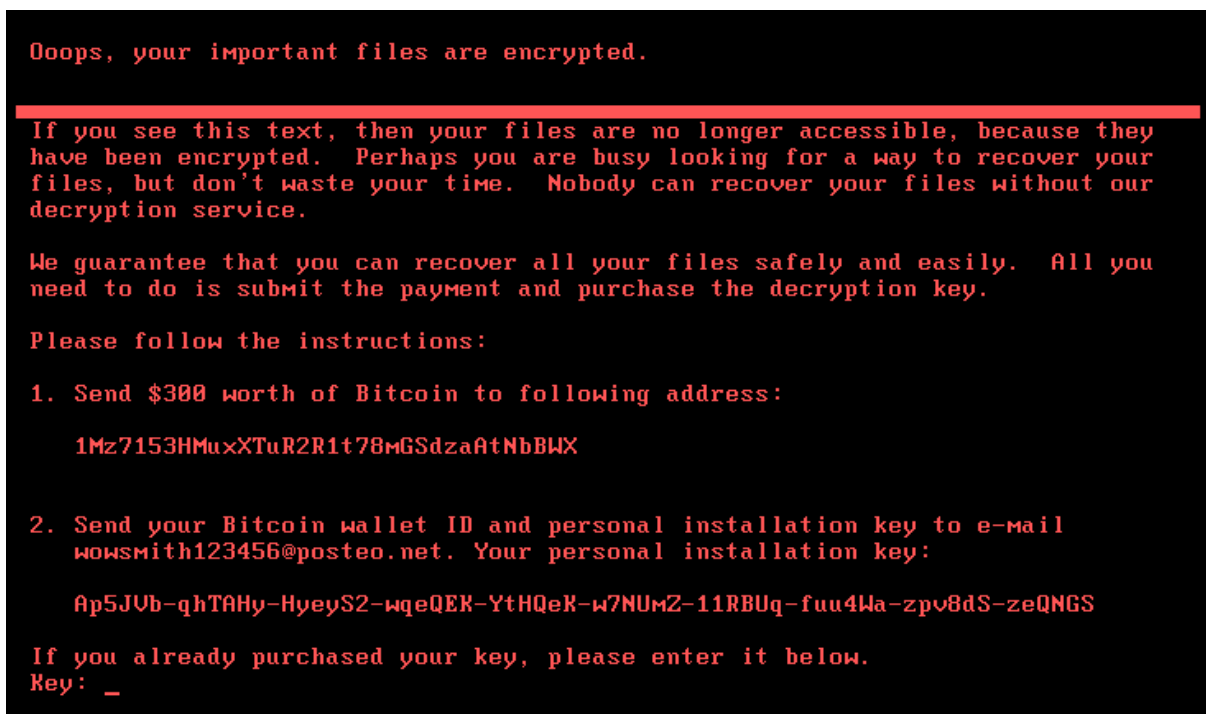 Ooops, your important files are encrypted.
If you see this text, then your files are no longer accessible, because they
have been encrypted.  Perhaps you are busy looking for a way to recover your
files, but don't waste your time.  Nobody can recover your files without our
decryption service.
We guarantee that you can recover all your files safely and easily.  All you
need to do is submit the payment and purchase the decryption key.
Please follow the instructions:
1. Send $300 worth of Bitcoin to following address:
1Mz7153HMuxXTuR2R1t78mGSdzaAtNbBWX
2. Send your Bitcoin wallet ID and personal installation key to e-mail
wowsmith123456@posteo.net. Your personal installation key:
Ap5JVb-qhTAHy-HyeyS2-wqeQEK-YtHQeK-w7NUmZ-11RBUq-fuu4Wa-zpv8dS-zeQNGS
If you already purchased your key, please enter it below.
Key: _